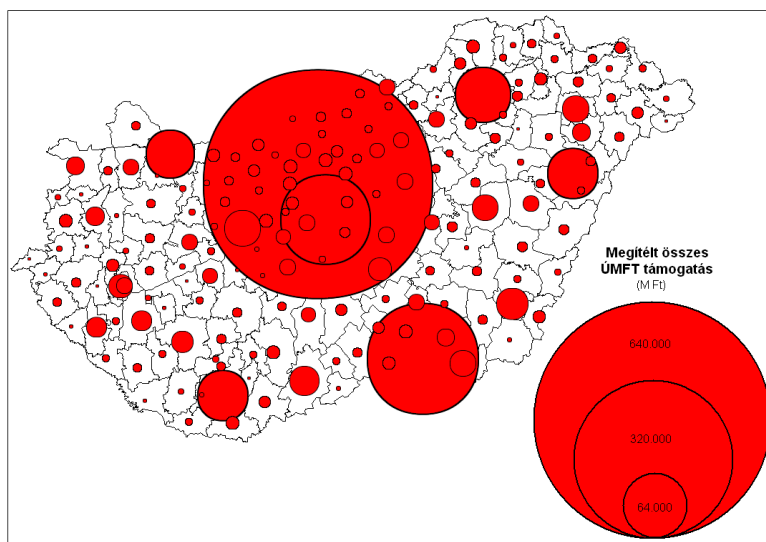 Megítélt összes
ÚMFT támogatás
(M Ft)
640.000
320.000
64.000